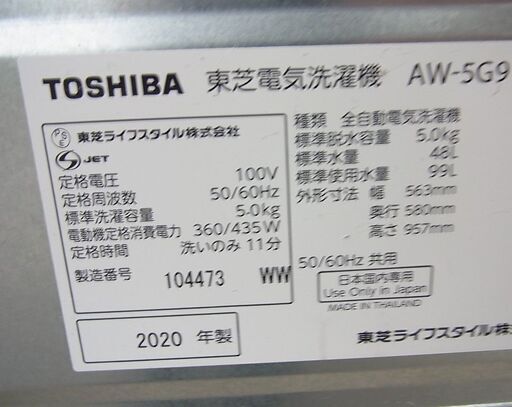 TOSHIBA 東芝電気洗濯機 AW-5G9
PSE 東芝ライフスタイル株式会社
S JET
定格電圧 100V
定格周波数 50/60Hz
標準洗濯容量 5.0kg
電動機定格消費電力 360/435W
定格時間 洗いのみ 11分
製造番号 104473 WW
2020 年製
種類 全自動電気洗濯機
標準脱水容量 5.0kg
標準水量 48L
標準使用水量 99L
外形寸法 幅 563mm
奥行 580mm
高さ 957mm
50/60Hz 共用
日本国内専用
Use Only In Japan
MADE IN THAILAND
東芝ライフスタイル株